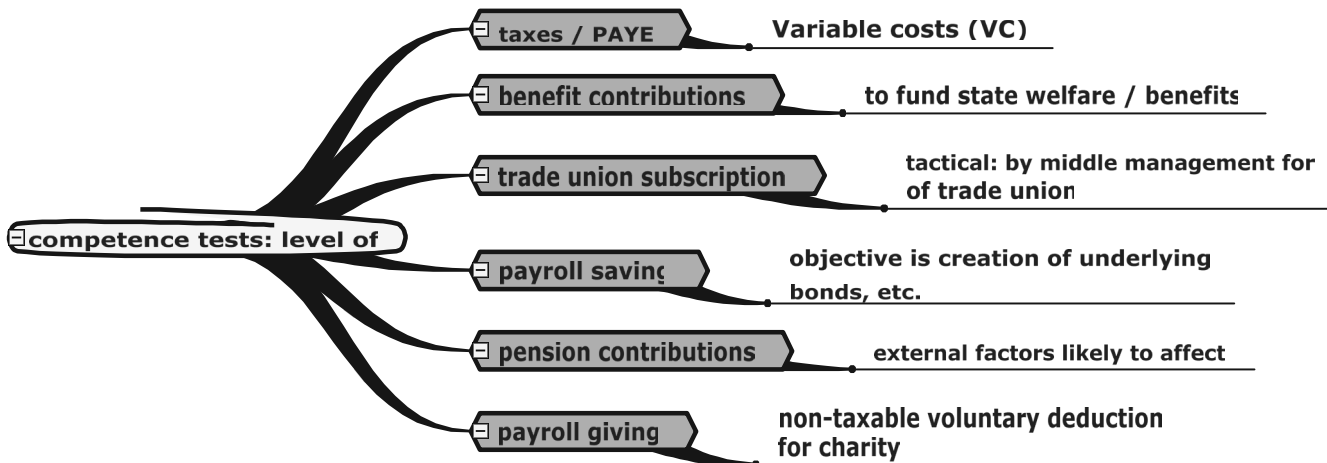 taxes / PAYE
Variable costs (VC)
benefit contributions
to fund state welfare / benefits
trade union subscription
tactical: by middle management for
of trade union
competence tests: level of
payroll saving
objective is creation of underlying
bonds, etc.
pension contributions
external factors likely to affect
payroll giving
non-taxable voluntary deduction
for charity